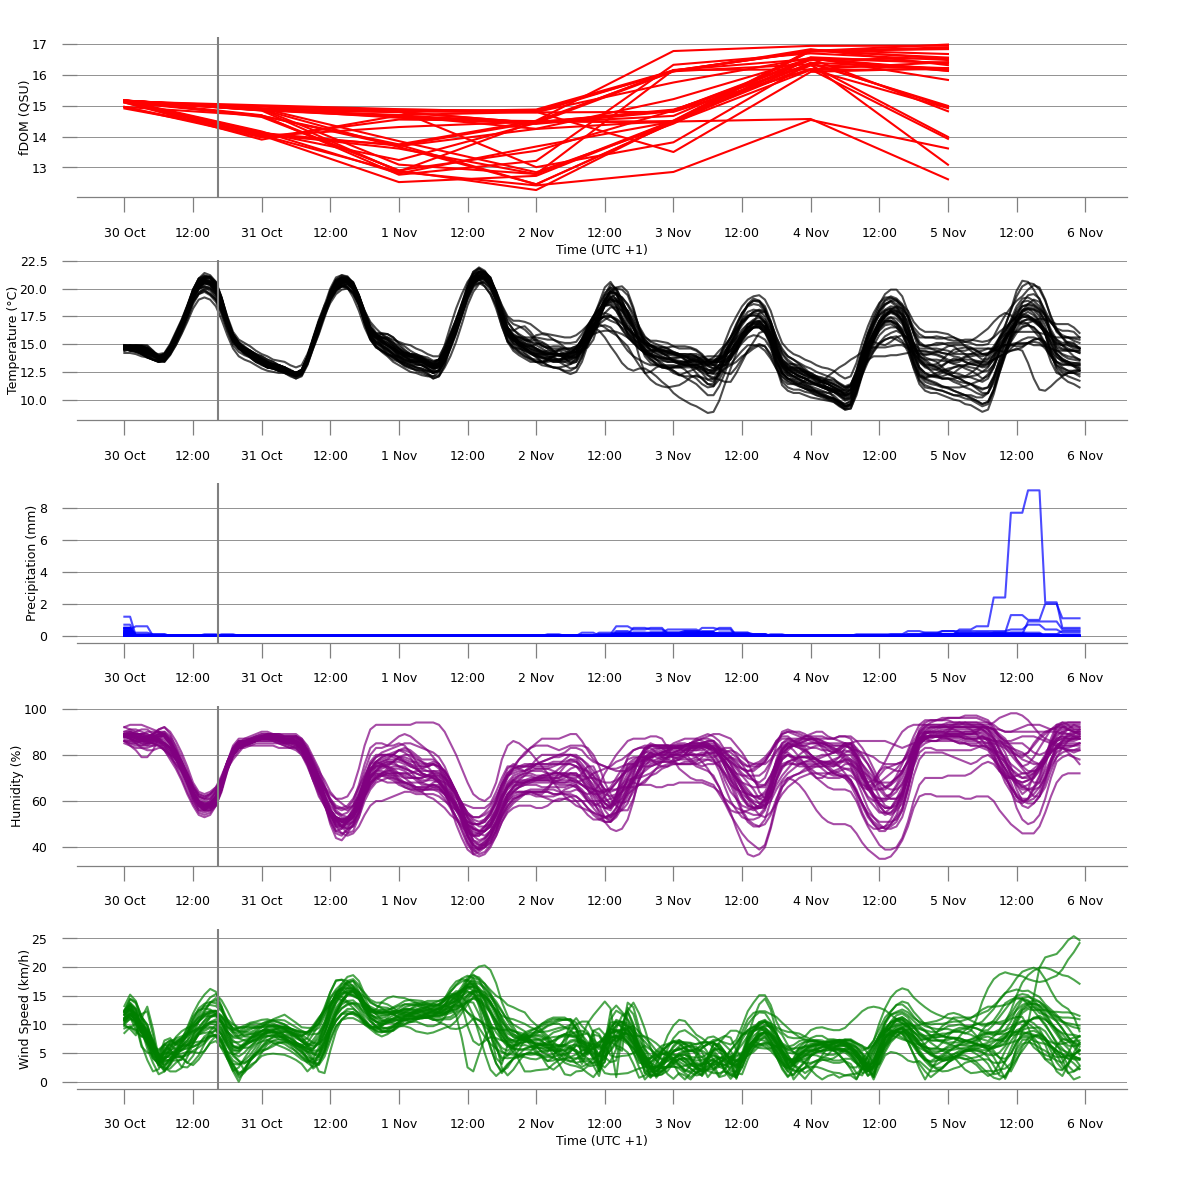 fDOM (QSU)
17
16
15
14
13
30 Oct 12:00 31 Oct 12:00 1 Nov 12:00 2 Nov 12:00 3 Nov 12:00 4 Nov 12:00 5 Nov 12:00 6 Nov
Time (UTC +1)
Temperature (°C)
22.5
20.0
17.5
15.0
12.5
10.0
30 Oct 12:00 31 Oct 12:00 1 Nov 12:00 2 Nov 12:00 3 Nov 12:00 4 Nov 12:00 5 Nov 12:00 6 Nov
Precipitation (mm)
8
6
4
2
0
30 Oct 12:00 31 Oct 12:00 1 Nov 12:00 2 Nov 12:00 3 Nov 12:00 4 Nov 12:00 5 Nov 12:00 6 Nov
Humidity (%)
100
80
60
40
30 Oct 12:00 31 Oct 12:00 1 Nov 12:00 2 Nov 12:00 3 Nov 12:00 4 Nov 12:00 5 Nov 12:00 6 Nov
Wind Speed (km/h)
25
20
15
10
5
0
30 Oct 12:00 31 Oct 12:00 1 Nov 12:00 2 Nov 12:00 3 Nov 12:00 4 Nov 12:00 5 Nov 12:00 6 Nov
Time (UTC +1)